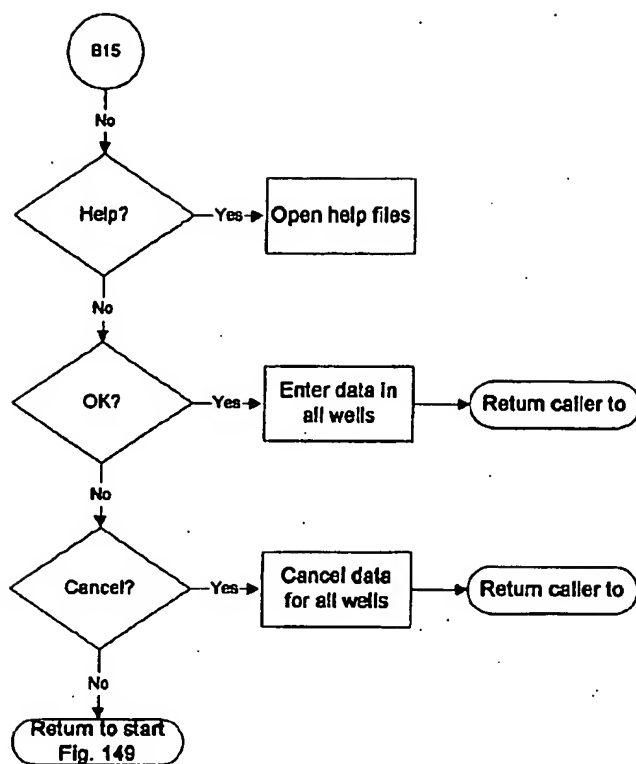 B15
No
Help?
Yes
Open help files
No
OK?
Yes
Enter data in
all wells
Return caller to
No
Cancel?
Yes
Cancel data
for all wells
Return caller to
No
Return to start
Fig. 149